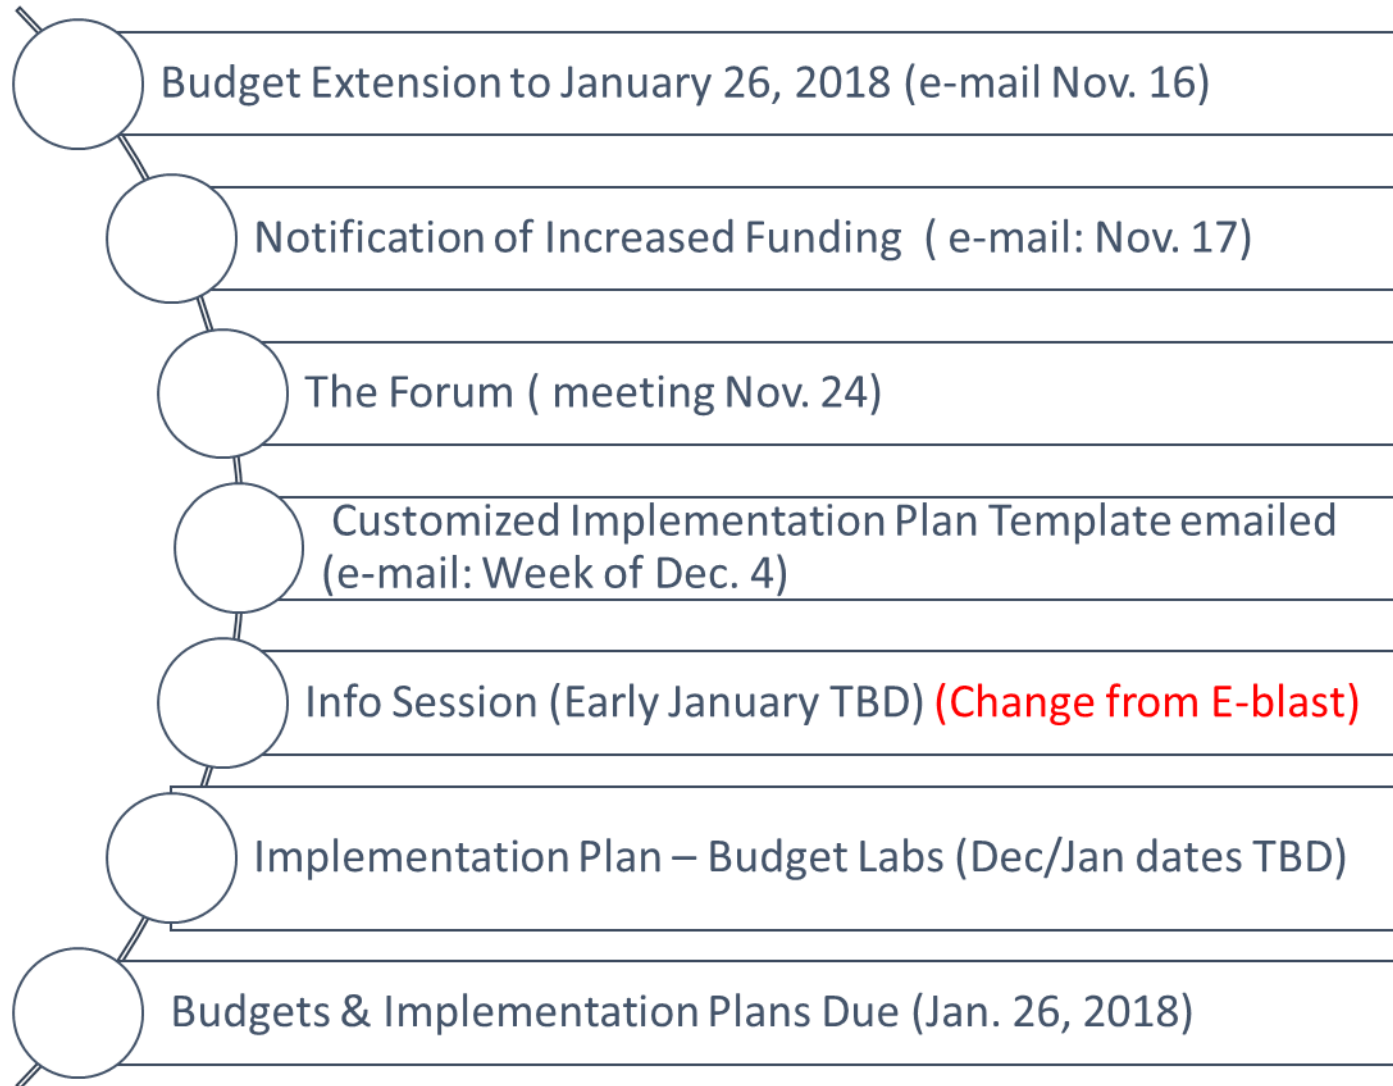 Budget Extension to January 26, 2018 (e-mail Nov. 16)
Notification of Increased Funding  ( e-mail: Nov. 17)
The Forum ( meeting Nov. 24)
Customized Implementation Plan Template emailed
(e-mail: Week of Dec. 4)
Info Session (Early January TBD) (Change from E-blast)
Implementation Plan – Budget Labs (Dec/Jan dates TBD)
Budgets & Implementation Plans Due (Jan. 26, 2018)